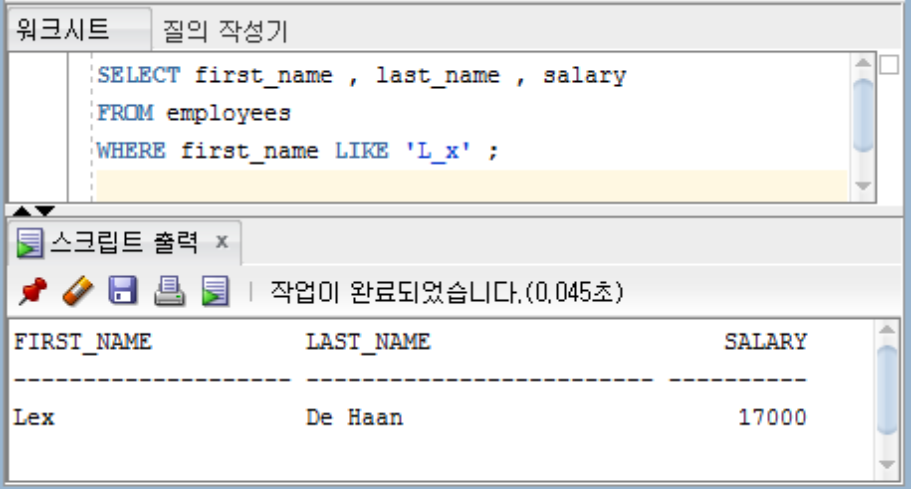 워크시트 질의 작성기
SELECT first_name , last_name , salary
FROM employees
WHERE first_name LIKE 'L_x' ;
스크립트 출력 x
작업이 완료되었습니다.(0,045초)
FIRST_NAME LAST_NAME SALARY
-------------------- ------------------------- ----------
Lex De Haan 17000